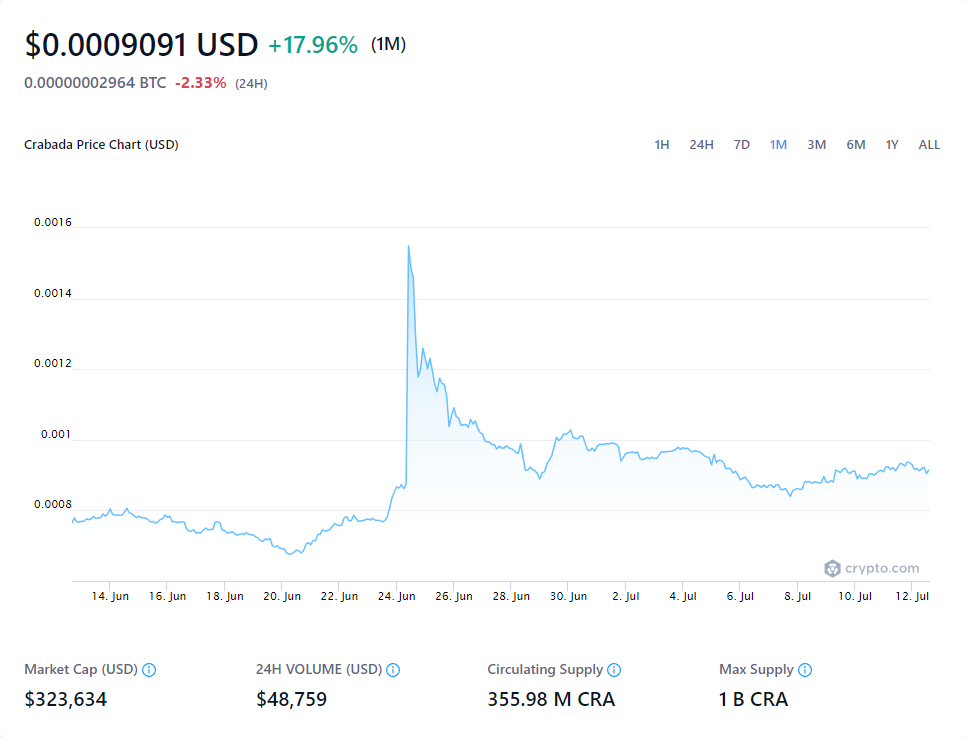 $0.0009091 USD +17.96% (1M)
0.00000002964 BTC -2.33% (24H)
Crabada Price Chart (USD) 1H 24H 7D 1M 3M 6M 1Y ALL
0.0016
0.0014
0.0012
0.001
0.0008
crypto.com
14. Jun 16. Jun 18. Jun 20. Jun 22. Jun 24. Jun 26. Jun 28. Jun 30. Jun 2. Jul 4. Jul 6. Jul 8. Jul 10. Jul 12. Jul
Market Cap (USD) 24H VOLUME (USD) Circulating Supply Max Supply
$323,634 $48,759 355.98 M CRA 1 B CRA